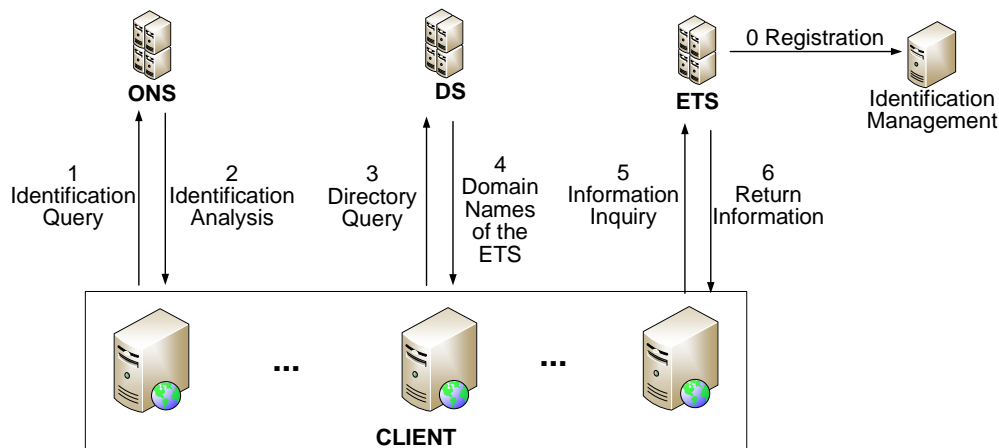 0 Registration
ONS
DS
ETS
Identification
Management
1
Identification
Query
2
Identification
Analysis
3
Directory
Query
4
Domain
Names
of the
ETS
5
Information
Inquiry
6
Return
Information
...
...
CLIENT